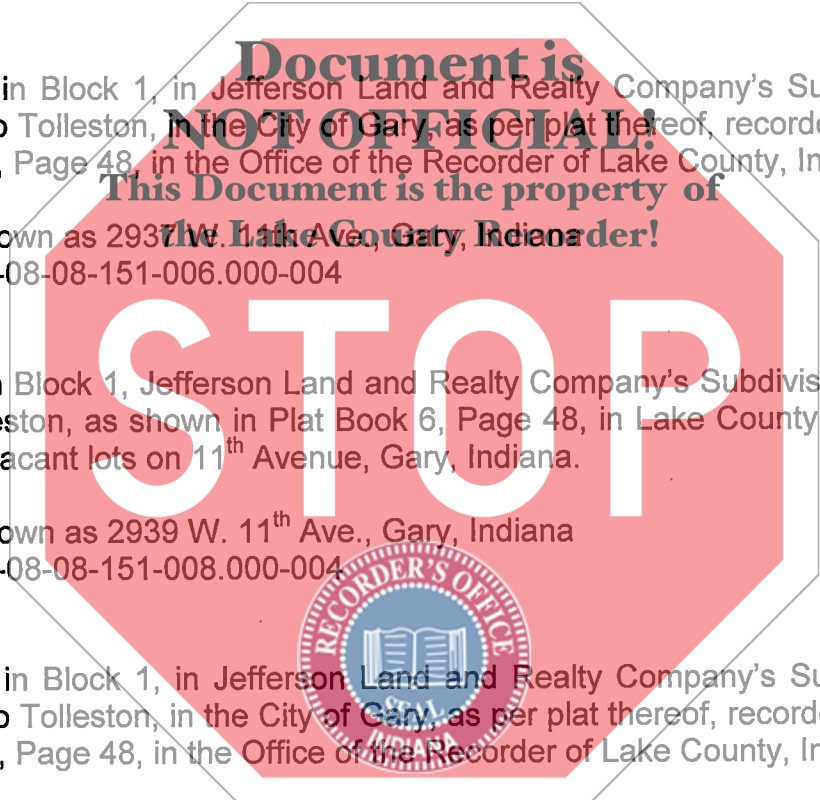 Document is
in Block 1, in Jefferson Land and Realty Company's Su
NOT OFFICIAL!
o Tolleston, in the City of Gary, as per plat thereof, recorde
, Page 48, in the Office of the Recorder of Lake County, In
This Document is the property of
the Lake County Recorder!
own as 2937 W. 11th Ave., Gary, Indiana
-08-08-151-006.000-004
STOP
n Block 1, Jefferson Land and Realty Company's Subdivis
eston, as shown in Plat Book 6, Page 48, in Lake County
acant lots on 11th Avenue, Gary, Indiana.
own as 2939 W. 11th Ave., Gary, Indiana
-08-08-151-008.000-004
RECORDER'S OFFICE
SEAL
INDIANA
in Block 1, in Jefferson Land and Realty Company's Su
o Tolleston, in the City of Gary, as per plat thereof, recorde
, Page 48, in the Office of the Recorder of Lake County, In